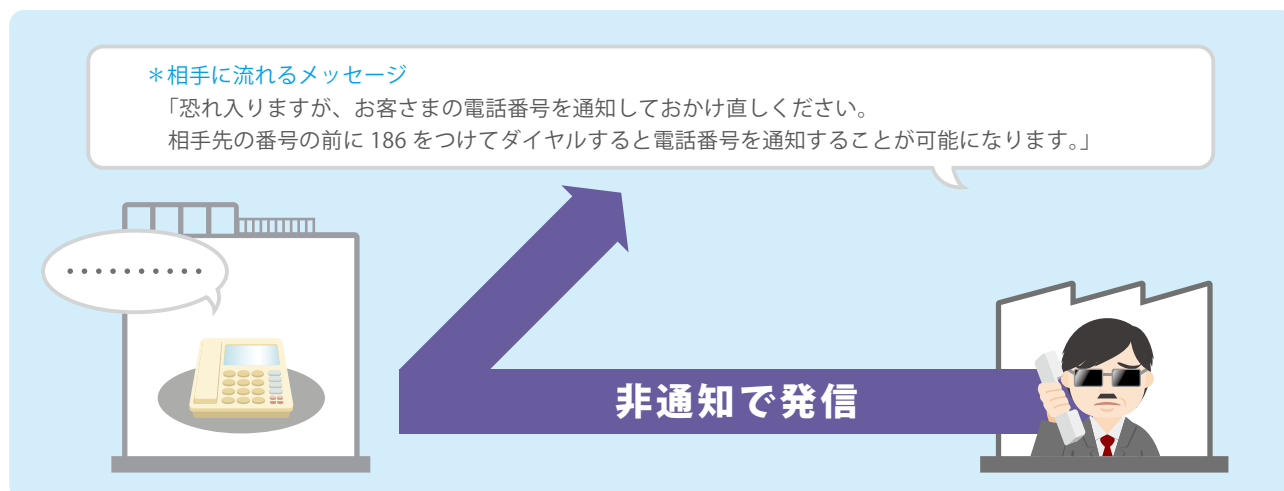 ＊相手に流れるメッセージ
「恐れ入りますが、お客さまの電話番号を通知しておかけ直しください。
相手先の番号の前に 186 をつけてダイヤルすると電話番号を通知することが可能になります。」
・・・・・・・・・・
非通知で発信